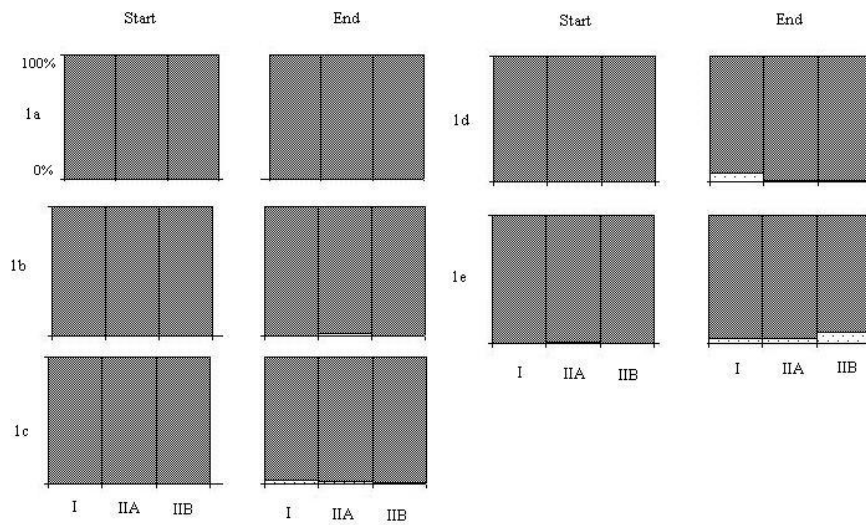 Start End Start End
100%
1a
0%
1d
1b
1e
I IIA IIB I IIA IIB
1c
I IIA IIB I IIA IIB